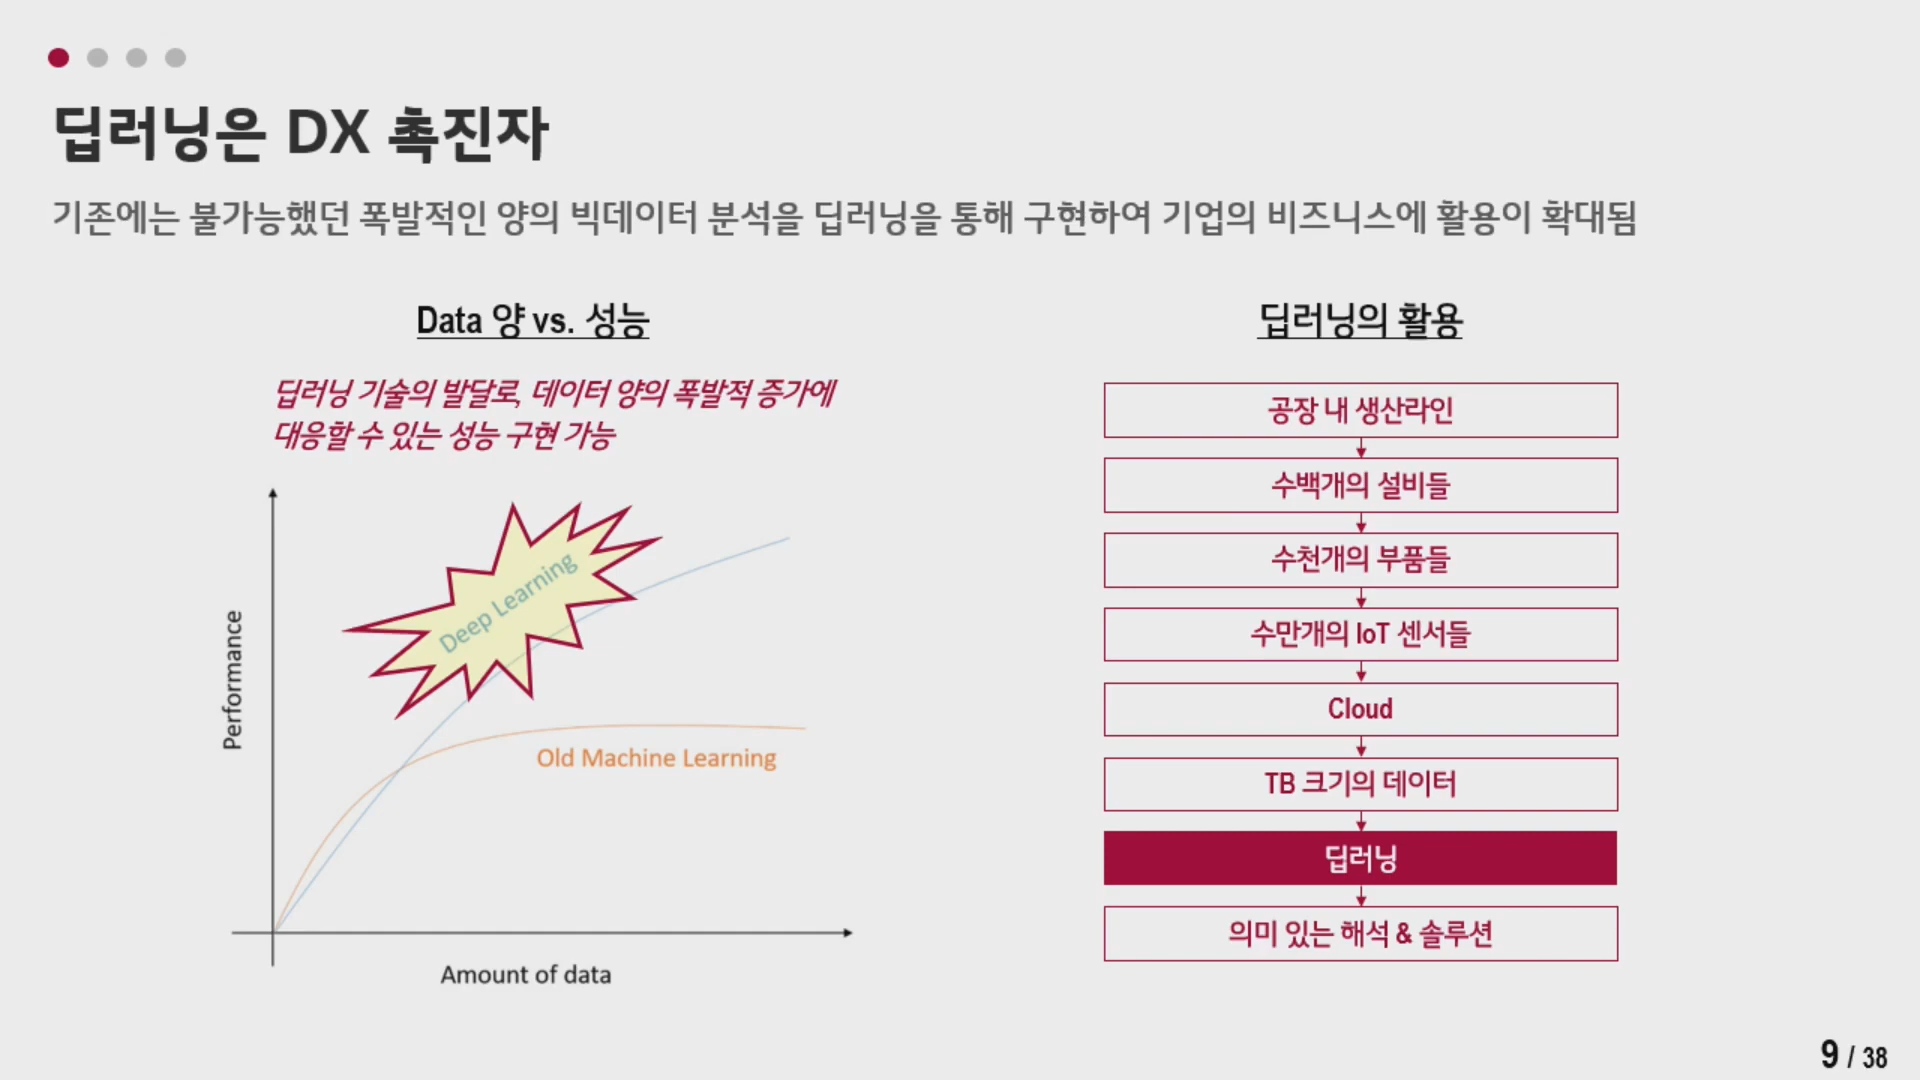 딥러닝은 DX 촉진자
기존에는 불가능했던 폭발적인 양의 빅데이터 분석을 딥러닝을 통해 구현하여 기업의 비즈니스에 활용이 확대됨
Data 양 vs. 성능
딥러닝 기술의 발달로, 데이터 양의 폭발적 증가에
대응할 수 있는 성능 구현 가능
Performance
Deep Learning
Old Machine Learning
Amount of data
딥러닝의 활용
공장 내 생산라인
수백개의 설비들
수천개의 부품들
수만개의 IoT 센서들
Cloud
TB 크기의 데이터
딥러닝
의미 있는 해석 & 솔루션
9 / 38